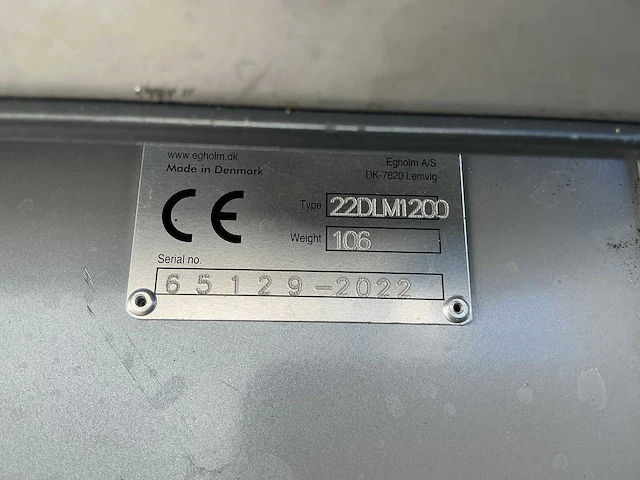 www.egholm.dk
Egholm A/S
Made in Denmark
DK-7620 Lemvig
CE
Type 22DLM1200
Weight 106
Serial no.
65129-2022